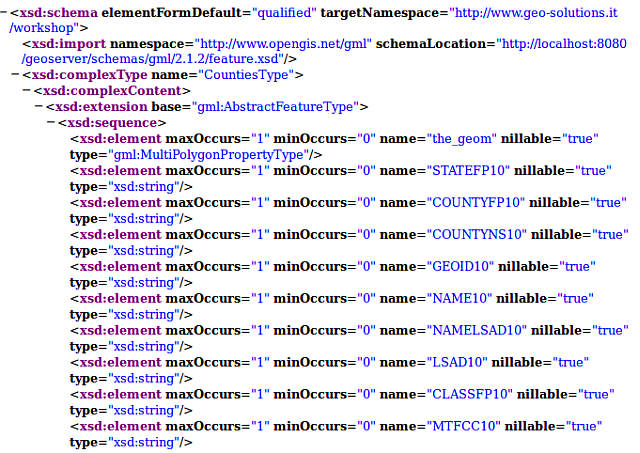 −<xsd:schema elementFormDefault="qualified" targetNamespace="http://www.geo-solutions.it
/workshop">
<xsd:import namespace="http://www.opengis.net/gml" schemaLocation="http://localhost:8080
/geoserver/schemas/gml/2.1.2/feature.xsd"/>
−<xsd:complexType name="CountiesType">
−<xsd:complexContent>
−<xsd:extension base="gml:AbstractFeatureType">
−<xsd:sequence>
<xsd:element maxOccurs="1" minOccurs="0" name="the_geom" nillable="true"
type="gml:MultiPolygonPropertyType"/>
<xsd:element maxOccurs="1" minOccurs="0" name="STATEFP10" nillable="true"
type="xsd:string"/>
<xsd:element maxOccurs="1" minOccurs="0" name="COUNTYFP10" nillable="true"
type="xsd:string"/>
<xsd:element maxOccurs="1" minOccurs="0" name="COUNTYNS10" nillable="true"
type="xsd:string"/>
<xsd:element maxOccurs="1" minOccurs="0" name="GEOID10" nillable="true"
type="xsd:string"/>
<xsd:element maxOccurs="1" minOccurs="0" name="NAME10" nillable="true"
type="xsd:string"/>
<xsd:element maxOccurs="1" minOccurs="0" name="NAMELSAD10" nillable="true"
type="xsd:string"/>
<xsd:element maxOccurs="1" minOccurs="0" name="LSAD10" nillable="true"
type="xsd:string"/>
<xsd:element maxOccurs="1" minOccurs="0" name="CLASSFP10" nillable="true"
type="xsd:string"/>
<xsd:element maxOccurs="1" minOccurs="0" name="MTFCC10" nillable="true"
type="xsd:string"/>